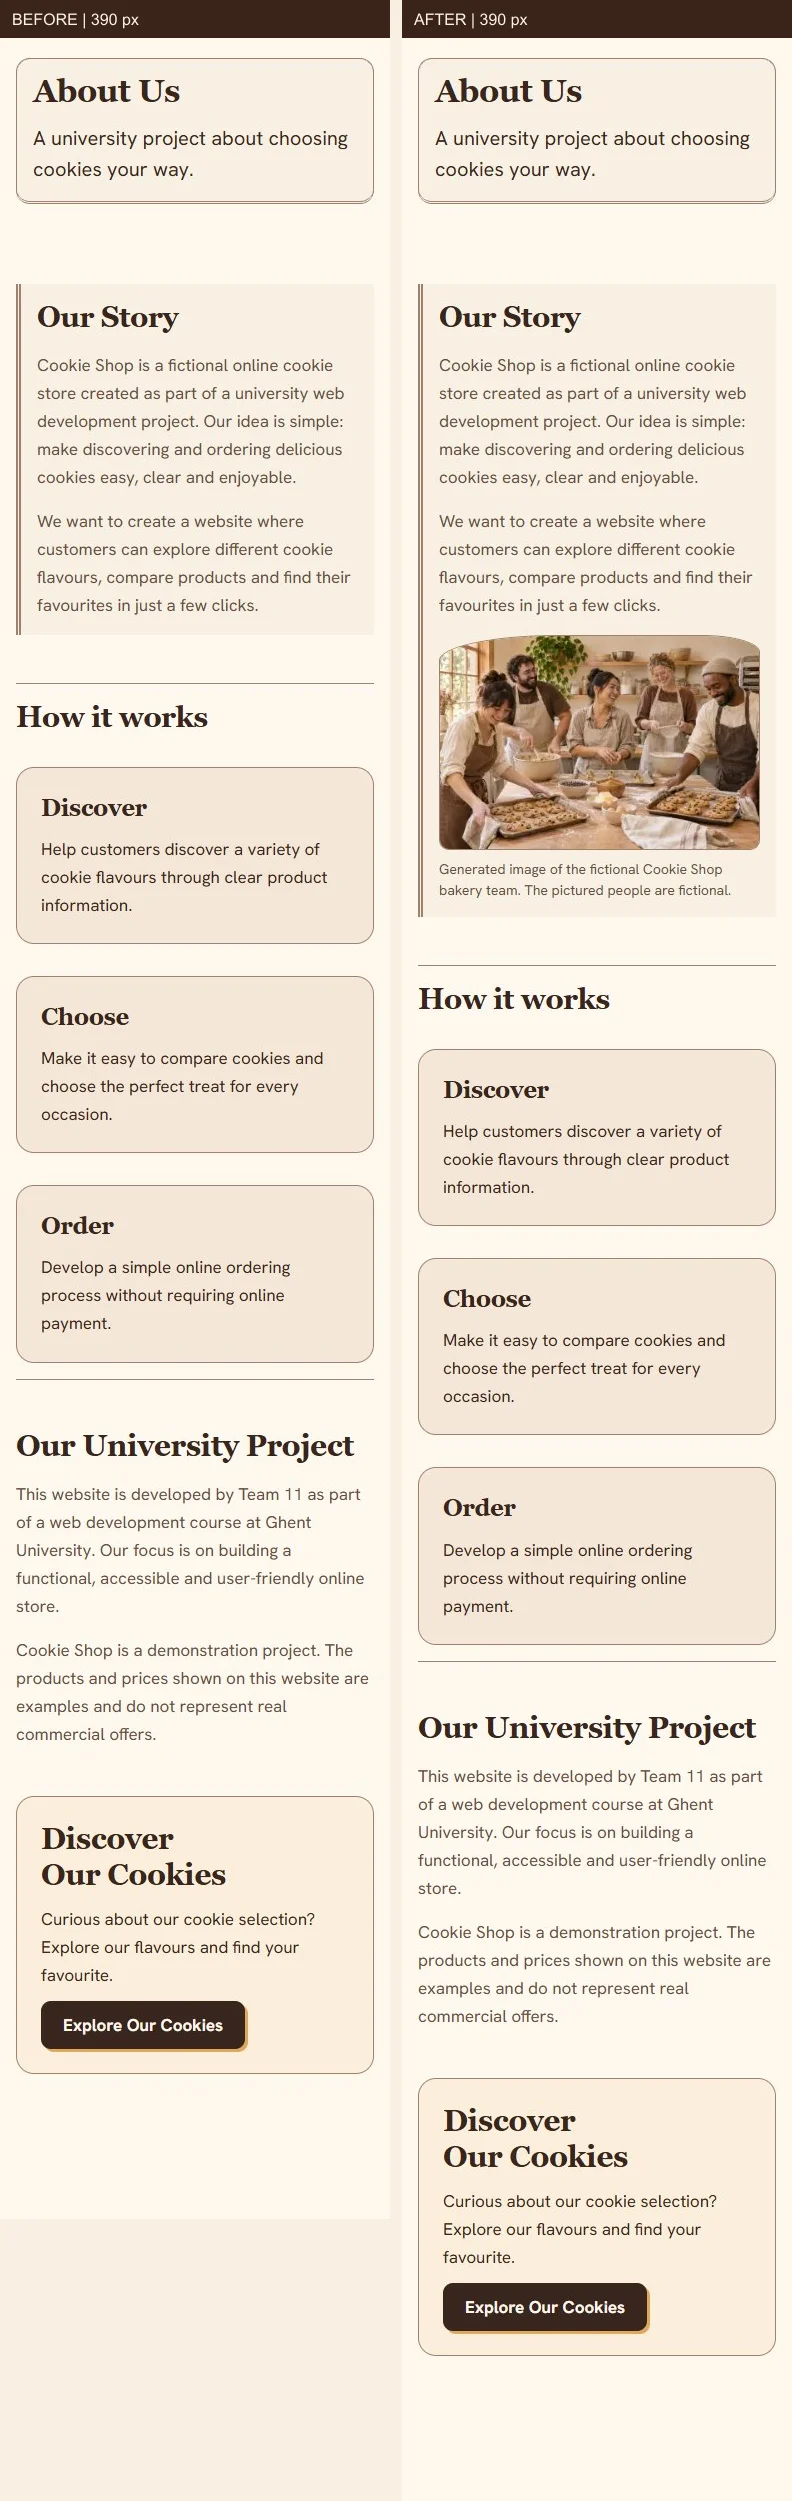 BEFORE | 390 px
About Us
A university project about choosing
cookies your way.
Our Story
Cookie Shop is a fictional online cookie
store created as part of a university web
development project. Our idea is simple:
make discovering and ordering delicious
cookies easy, clear and enjoyable.
We want to create a website where
customers can explore different cookie
flavours, compare products and find their
favourites in just a few clicks.
How it works
Discover
Help customers discover a variety of
cookie flavours through clear product
information.
Choose
Make it easy to compare cookies and
choose the perfect treat for every
occasion.
Order
Develop a simple online ordering
process without requiring online
payment.
Our University Project
This website is developed by Team 11 as part
of a web development course at Ghent
University. Our focus is on building a
functional, accessible and user-friendly online
store.
Cookie Shop is a demonstration project. The
products and prices shown on this website are
examples and do not represent real
commercial offers.
Discover
Our Cookies
Curious about our cookie selection?
Explore our flavours and find your
favourite.
Explore Our Cookies
AFTER | 390 px
About Us
A university project about choosing
cookies your way.
Our Story
Cookie Shop is a fictional online cookie
store created as part of a university web
development project. Our idea is simple:
make discovering and ordering delicious
cookies easy, clear and enjoyable.
We want to create a website where
customers can explore different cookie
flavours, compare products and find their
favourites in just a few clicks.
Generated image of the fictional Cookie Shop
bakery team. The pictured people are fictional.
How it works
Discover
Help customers discover a variety of
cookie flavours through clear product
information.
Choose
Make it easy to compare cookies and
choose the perfect treat for every
occasion.
Order
Develop a simple online ordering
process without requiring online
payment.
Our University Project
This website is developed by Team 11 as part
of a web development course at Ghent
University. Our focus is on building a
functional, accessible and user-friendly online
store.
Cookie Shop is a demonstration project. The
products and prices shown on this website are
examples and do not represent real
commercial offers.
Discover
Our Cookies
Curious about our cookie selection?
Explore our flavours and find your
favourite.
Explore Our Cookies